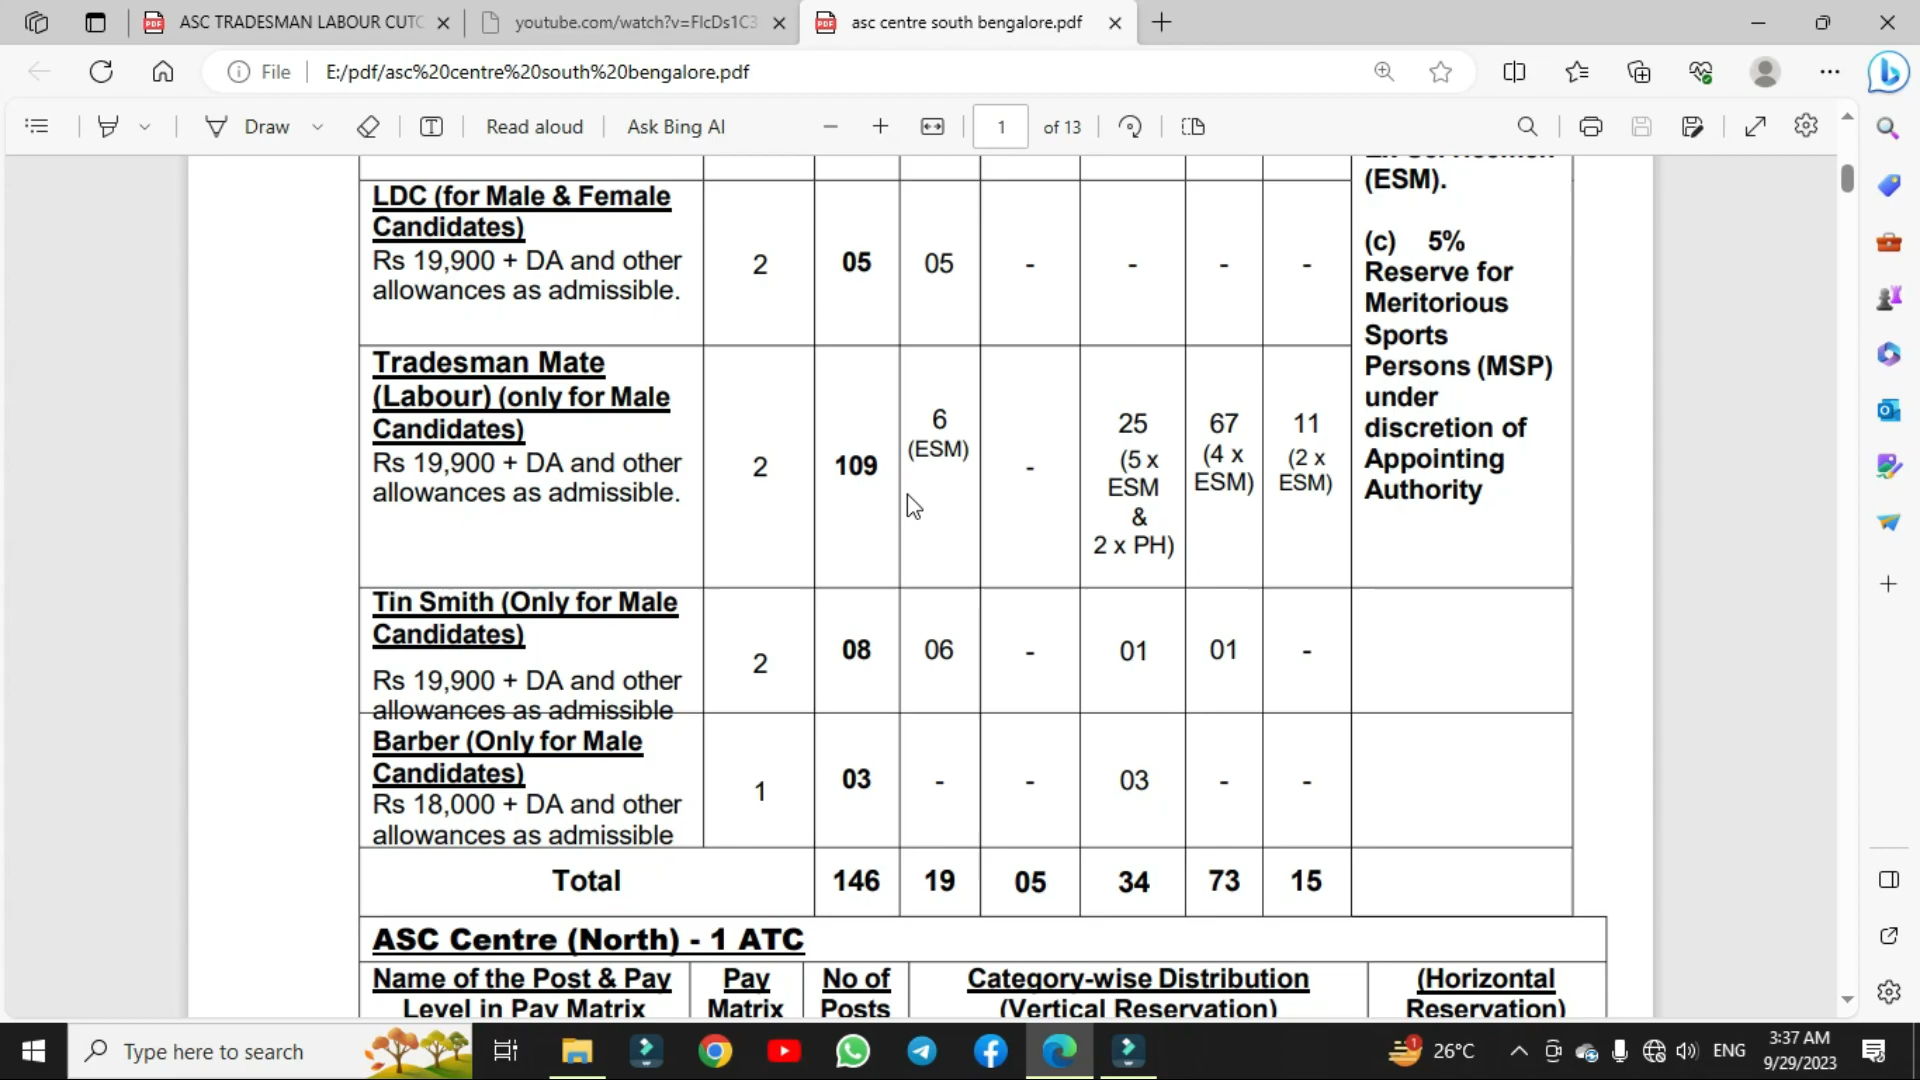 ASC TRADESMAN LABOUR CUTC
youtube.com/watch?v=FlcDs1C3
asc centre south bengalore.pdf
File
E:/pdf/asc%20centre%20south%20bengalore.pdf
Draw
Read aloud
Ask Bing AI
1
of 13
LDC (for Male & Female
Candidates)
Rs 19,900 + DA and other
allowances as admissible.
2
05
05
-
-
-
-
(ESM).
(c) 5%
Reserve for
Meritorious
Sports
Persons (MSP)
under
discretion of
Appointing
Authority
Tradesman Mate
(Labour) (only for Male
Candidates)
Rs 19,900 + DA and other
allowances as admissible.
2
109
6
(ESM)
-
25
(5 x
ESM
&
2 x PH)
67
(4 x
ESM)
11
(2 x
ESM)
Tin Smith (Only for Male
Candidates)
Rs 19,900 + DA and other
allowances as admissible
2
08
06
-
01
01
-
Barber (Only for Male
Candidates)
Rs 18,000 + DA and other
allowances as admissible
1
03
-
-
03
-
-
Total
146
19
05
34
73
15
ASC Centre (North) - 1 ATC
Name of the Post & Pay
Level in Pay Matrix
Pay
Matrix
No of
Posts
Category-wise Distribution
(Vertical Reservation)
(Horizontal
Reservation)
Type here to search
1
26°C
ENG
3:37 AM
9/29/2023